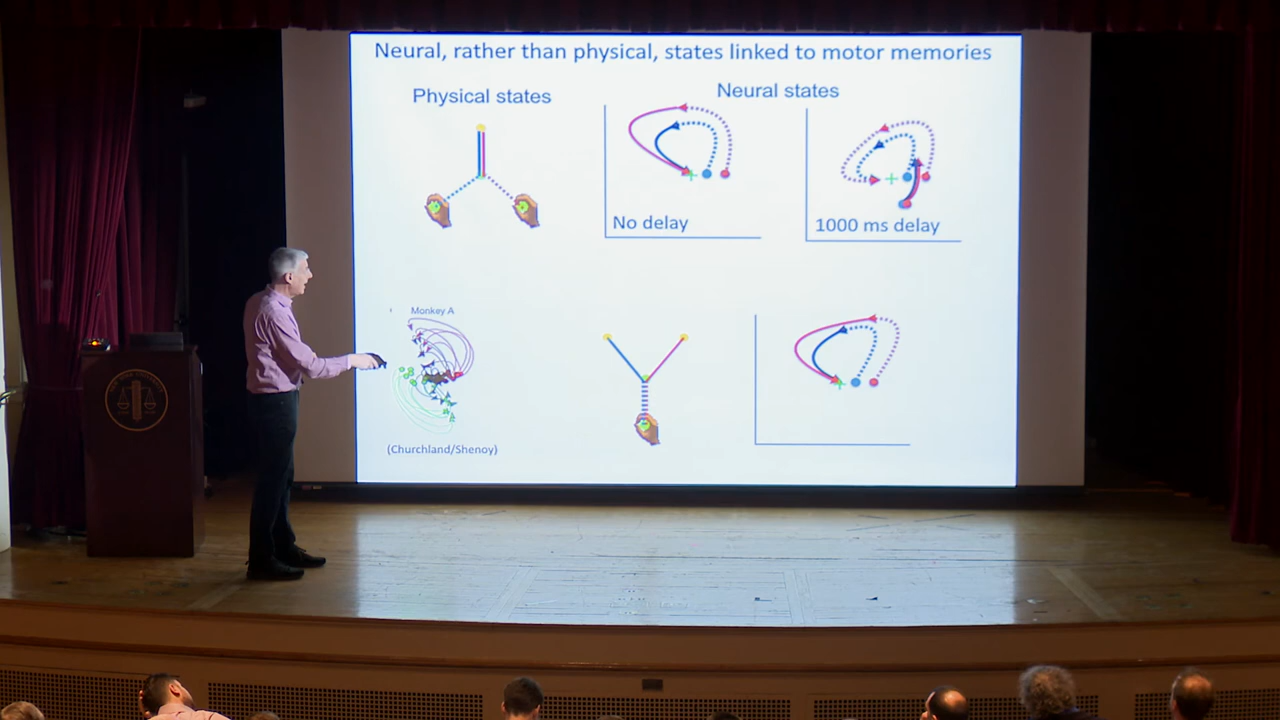 Neural, rather than physical, states linked to motor memories
Physical states
Neural states
No delay
1000 ms delay
Monkey A
(Churchland/Shenoy)